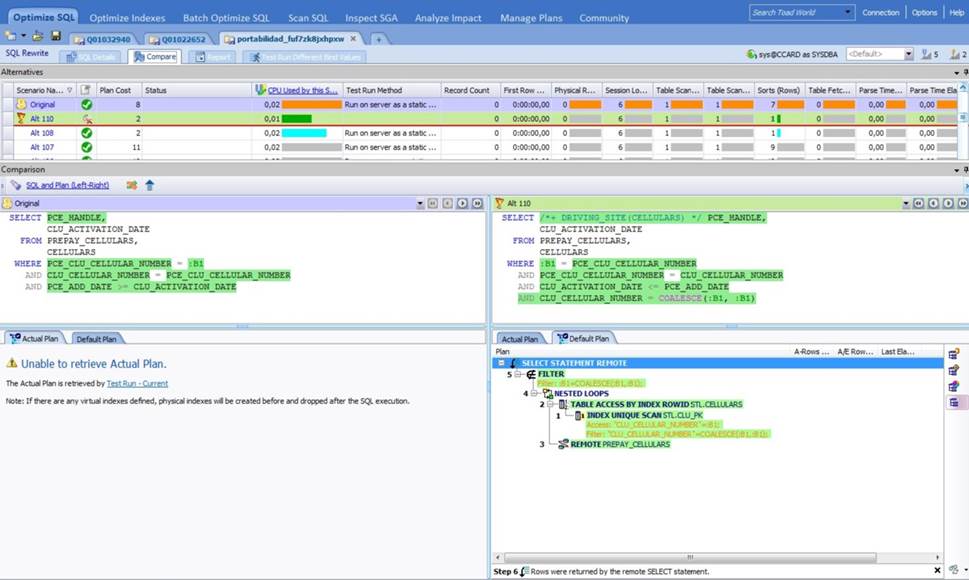 Optimize SQL Optimize Indexes Batch Optimize SQL Scan SQL Inspect SGA Analyze Impact Manage Plans Community Search Toad World Connection Options Help
Q01032940 Q01022652 portabilidad_fuf7zk8jxhpxw
SQL Rewrite SQL Details Compare Report Test Run Different Bind Values sys@CCARD as SYSDBA <Default> 5 2
Alternatives
Scenario Na... Plan Cost Status CPU Used by this S... Test Run Method Record Count First Row ... Physical R... Session Lo... Table Scan... Table Scan... Sorts (Rows) Table Fetc... Parse Time... Parse Time Ela
Original 8 0,02 Run on server as a static ... 0 0:00:00,00 0 6 1 1 7 0 0,00 0,00
Alt 110 2 0,01 0 0:00:00,00 0 6 1 1 1 0 0,00 0,00
Alt 108 2 0,02 Run on server as a static ... 0 0:00:00,00 0 6 1 1 1 0 0,00 0,00
Alt 107 11 0,02 Run on server as a static ... 0 0:00:00,00 0 6 1 1 9 0 0,00 0,00
Comparison
SQL and Plan (Left-Right)
Original
SELECT PCE_HANDLE,
CLU_ACTIVATION_DATE
FROM PREPAY_CELLULARS,
CELLULARS
WHERE PCE_CLU_CELLULAR_NUMBER = :B1
AND CLU_CELLULAR_NUMBER = PCE_CLU_CELLULAR_NUMBER
AND PCE_ADD_DATE >= CLU_ACTIVATION_DATE
Alt 110
SELECT /*+ DRIVING_SITE(CELLULARS) */ PCE_HANDLE,
CLU_ACTIVATION_DATE
FROM PREPAY_CELLULARS,
CELLULARS
WHERE :B1 = PCE_CLU_CELLULAR_NUMBER
AND PCE_CLU_CELLULAR_NUMBER = CLU_CELLULAR_NUMBER
AND CLU_ACTIVATION_DATE <= PCE_ADD_DATE
AND CLU_CELLULAR_NUMBER = COALESCE(:B1, :B1)
Actual Plan Default Plan
Unable to retrieve Actual Plan.
The Actual Plan is retrieved by Test Run - Current
Note: If there are any virtual indexes defined, physical indexes will be created before and dropped after the SQL execution.
Actual Plan Default Plan
Plan A-Rows ... A/E Row... Last Ela...
SELECT STATEMENT REMOTE
5 FILTER
Filter: :B1=COALESCE(:B1,:B1);
4 NESTED LOOPS
2 TABLE ACCESS BY INDEX ROWID STL.CELLULARS
1 INDEX UNIQUE SCAN STL.CLU_PK
Access: "CLU_CELLULAR_NUMBER"=:B1;
Filter: "CLU_CELLULAR_NUMBER"=COALESCE(:B1,:B1);
3 REMOTE PREPAY_CELLULARS
Step 6 Rows were returned by the remote SELECT statement.